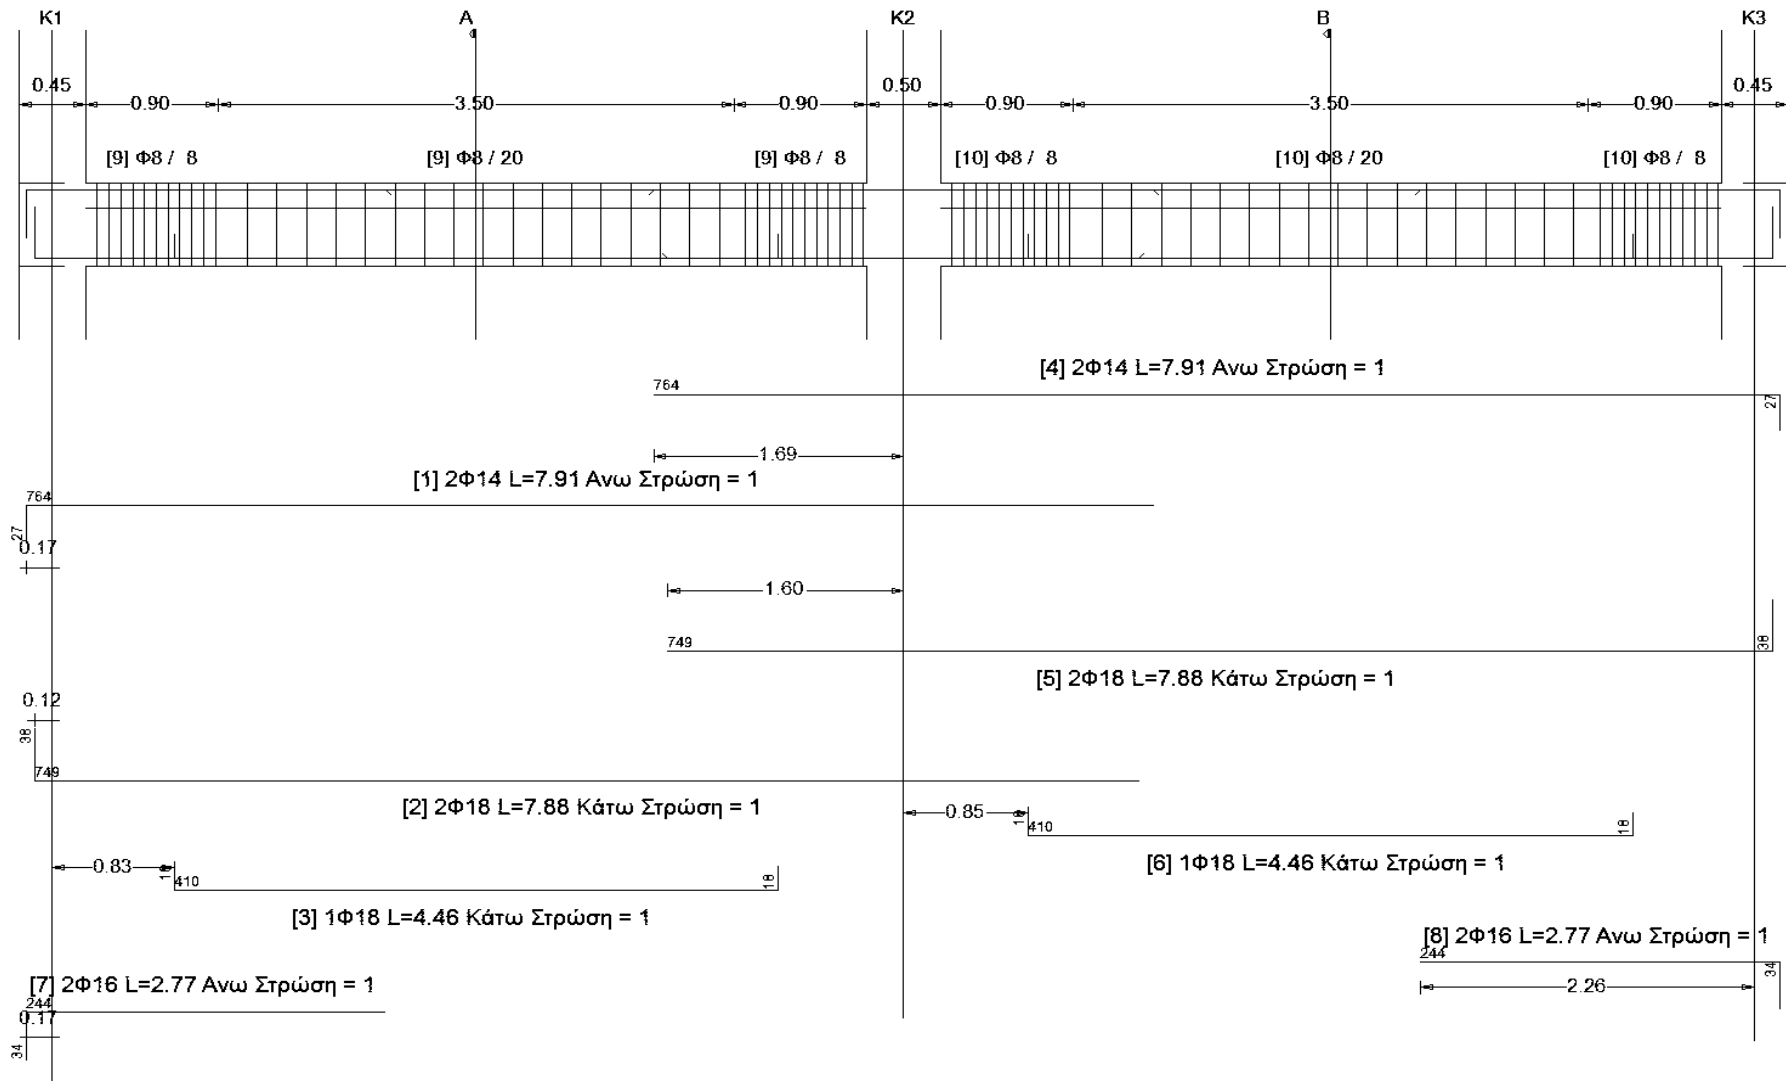 K1 A K2 B K3
0.45 0.90 3.50 0.90 0.50 0.90 3.50 0.90 0.45
[9] Φ8 / 8 [9] Φ8 / 20 [9] Φ8 / 8 [10] Φ8 / 8 [10] Φ8 / 20 [10] Φ8 / 8
[4] 2Φ14 L=7.91 Ανω Στρώση = 1
764 27
1.69
[1] 2Φ14 L=7.91 Ανω Στρώση = 1
764
27
0.17
1.60
749 38
[5] 2Φ18 L=7.88 Κάτω Στρώση = 1
0.12
38
749
[2] 2Φ18 L=7.88 Κάτω Στρώση = 1
0.85 18 410 18
[6] 1Φ18 L=4.46 Κάτω Στρώση = 1
0.83 18 410 18
[3] 1Φ18 L=4.46 Κάτω Στρώση = 1
[8] 2Φ16 L=2.77 Ανω Στρώση = 1
244 34
2.26
[7] 2Φ16 L=2.77 Ανω Στρώση = 1
244
0.17
34